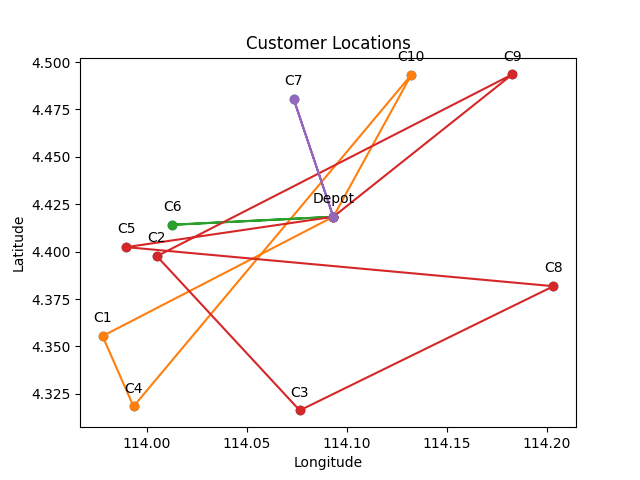 Customer Locations
4.500
C10
C9
C7
4.475
4.450
4.425
C6
Depot
C5
C2
4.400
C8
4.375
Latitude
4.350
C1
4.325
C4
C3
114.00
114.05
114.10
114.15
114.20
Longitude